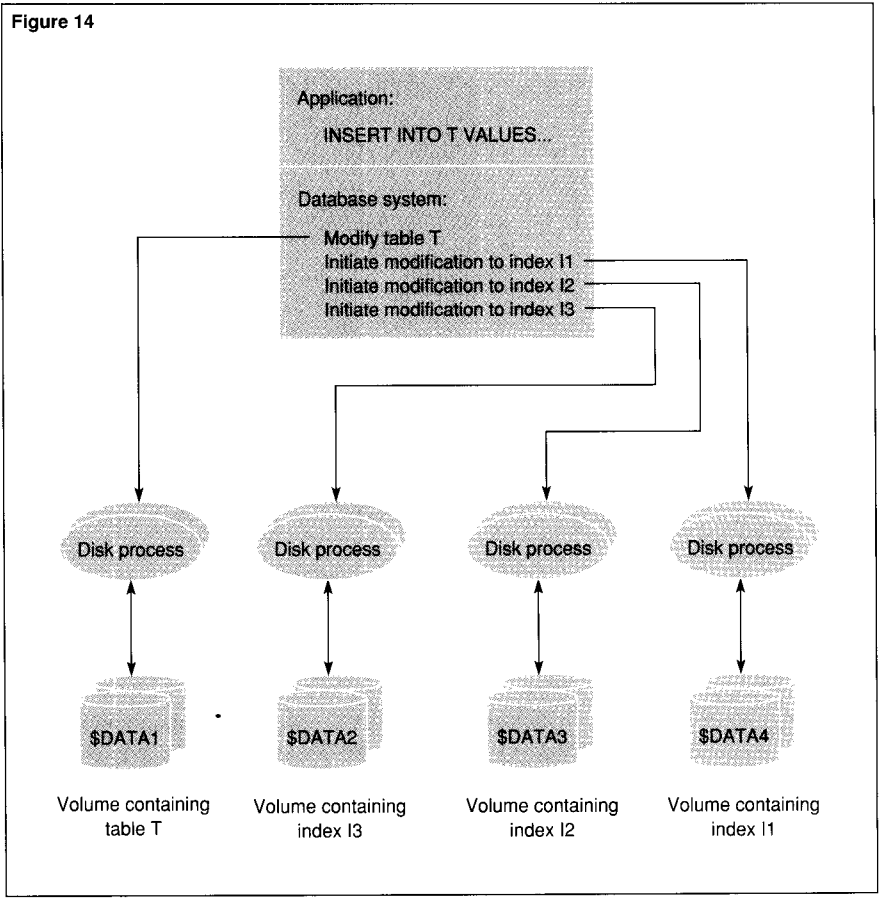 Figure 14
Application:
INSERT INTO T VALUES...
Database system:
Modify table T
Initiate modification to index I1
Initiate modification to index I2
Initiate modification to index I3
Disk process
Disk process
Disk process
Disk process
$DATA1
$DATA2
$DATA3
$DATA4
Volume containing
table T
Volume containing
index I3
Volume containing
index I2
Volume containing
index I1